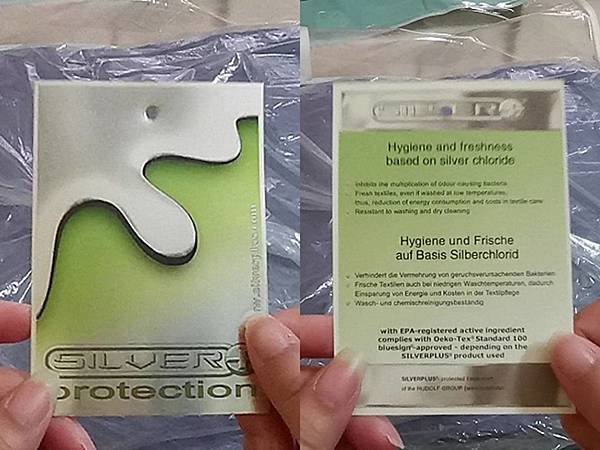 www.silverplus.com
SILVER+
protection
SILVER+
Hygiene and freshness
based on silver chloride
Inhibits the multiplication of odour-causing bacteria
Fresh textiles, even if washed at low temperatures,
thus, reduction of energy consumption and costs in textile care
Resistant to washing and dry cleaning
Hygiene und Frische
auf Basis Silberchlorid
Verhindert die Vermehrung von geruchsverursachenden Bakterien
Frische Textilien auch bei niedrigen Waschtemperaturen, dadurch
Einsparung von Energie und Kosten in der Textilpflege
Wasch- und chemischreinigungsbeständig
with EPA-registered active ingredient
complies with Oeko-Tex® Standard 100
bluesign®-approved - depending on the
SILVERPLUS® product used
SILVERPLUS® protected trademark
of the RUDOLF GROUP